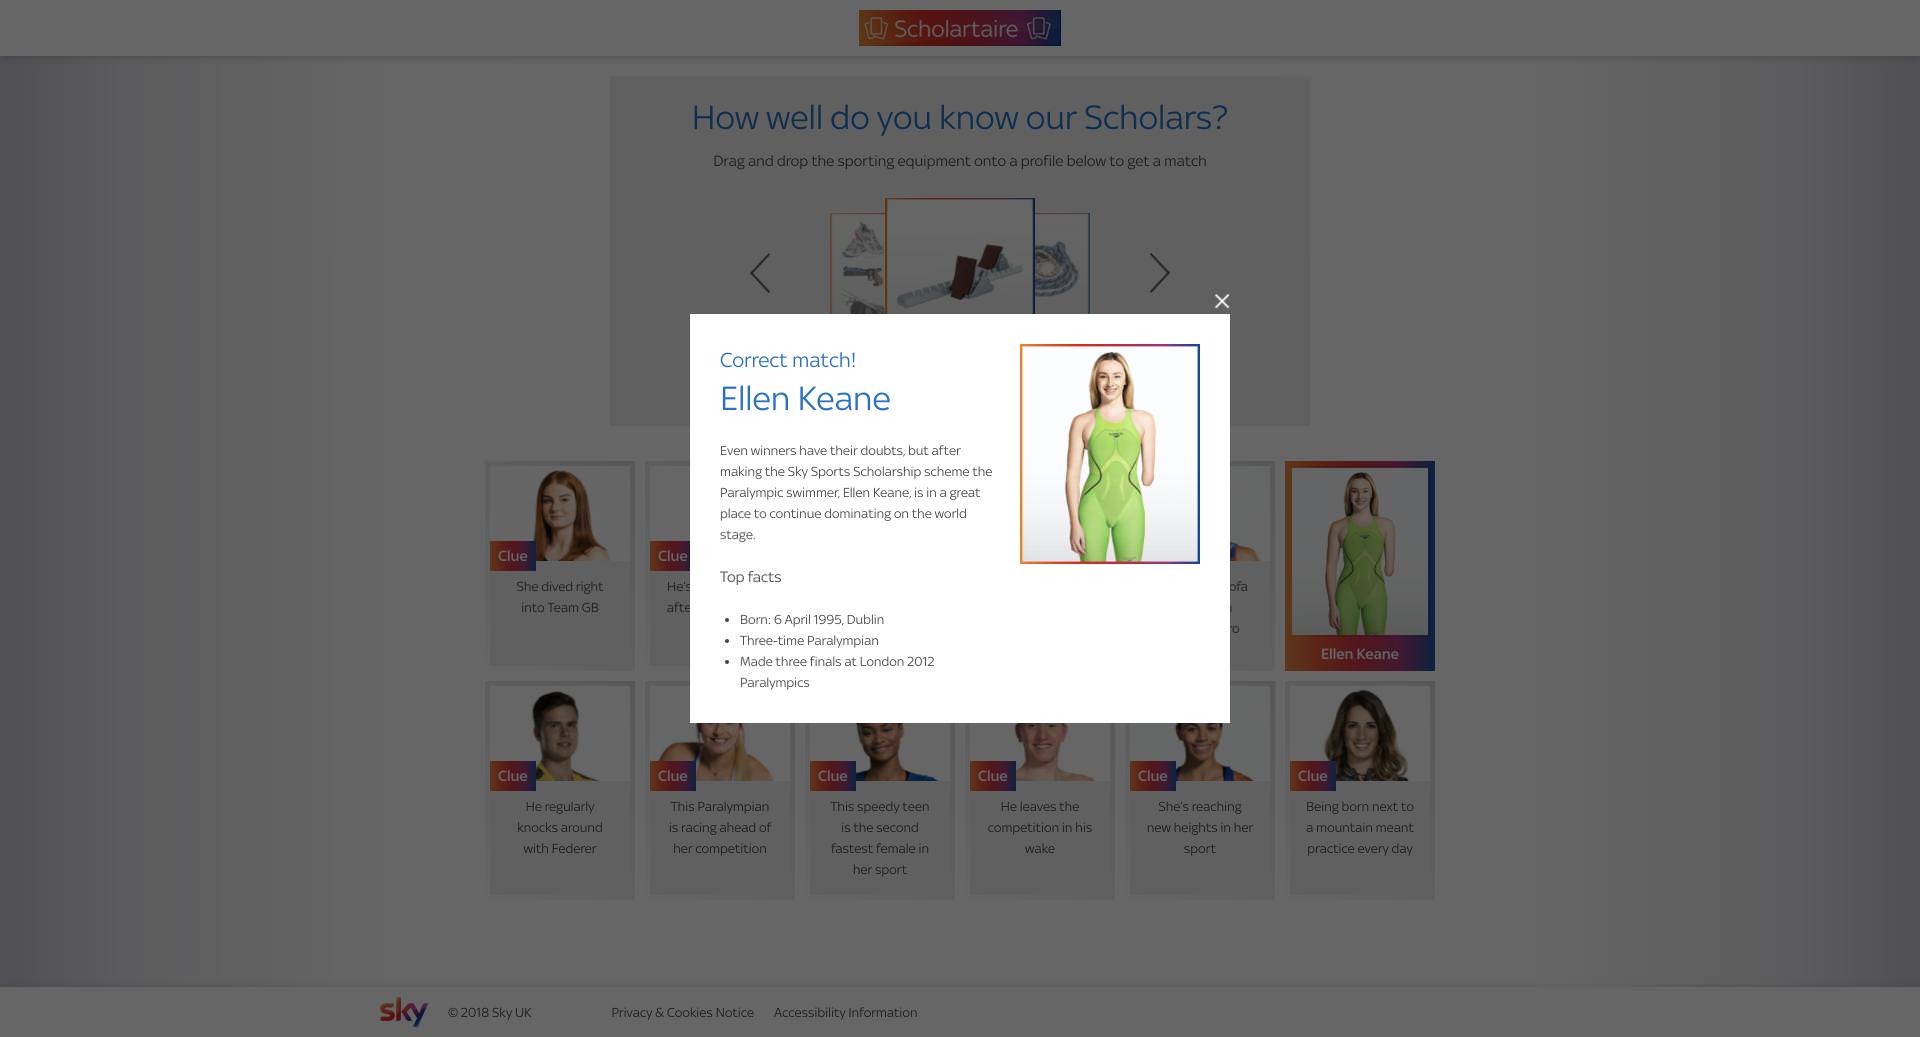 Scholartaire
How well do you know our Scholars?
Drag and drop the sporting equipment onto a profile below to get a match
Correct match!
Ellen Keane
Even winners have their doubts, but after
making the Sky Sports Scholarship scheme the
Paralympic swimmer, Ellen Keane, is in a great
place to continue dominating on the world
stage.
Top facts
• Born: 6 April 1995, Dublin
• Three-time Paralympian
• Made three finals at London 2012
Paralympics
Clue
She dived right
into Team GB
Clue
He's
afte
ofa
ro
Ellen Keane
Clue
He regularly
knocks around
with Federer
Clue
This Paralympian
is racing ahead of
her competition
Clue
This speedy teen
is the second
fastest female in
her sport
Clue
He leaves the
competition in his
wake
Clue
She's reaching
new heights in her
sport
Clue
Being born next to
a mountain meant
practice every day
sky
© 2018 Sky UK
Privacy & Cookies Notice
Accessibility Information